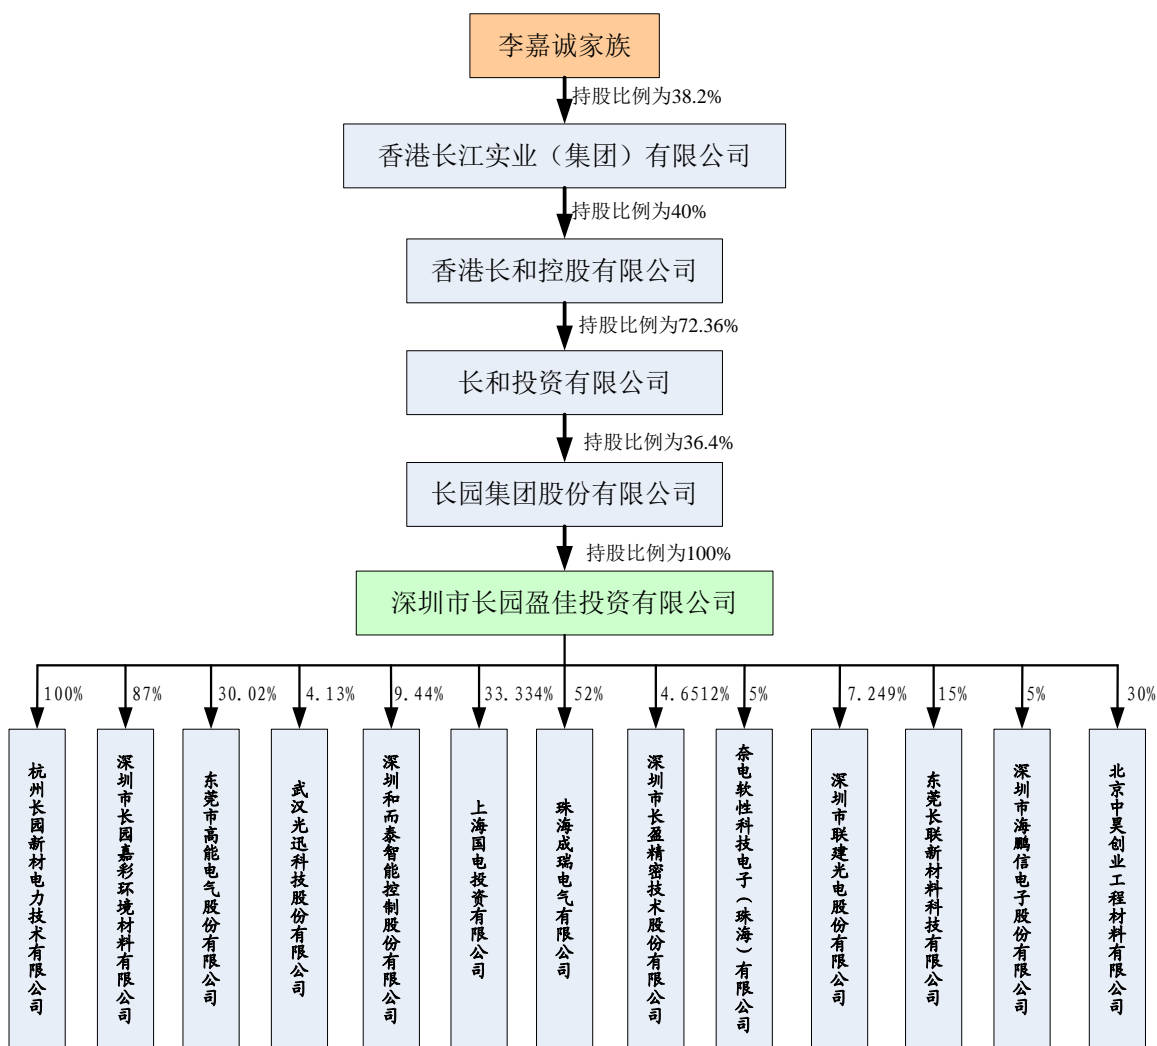 李嘉诚家族
持股比例为38.2%
香港长江实业（集团）有限公司
持股比例为40%
香港长和控股有限公司
持股比例为72.36%
长和投资有限公司
持股比例为36.4%
长园集团股份有限公司
持股比例为100%
深圳市长园盈佳投资有限公司
100%
87%
30.02%
4.13%
9.44%
33.334%
52%
4.6512%
5%
7.249%
15%
5%
30%
杭州长园新材电力技术有限公司
深圳市长园嘉彩环境材料有限公司
东莞市高能电气股份有限公司
武汉光迅科技股份有限公司
深圳和而泰智能控制股份有限公司
上海国电投资有限公司
珠海成瑞电气有限公司
深圳市长盈精密技术股份有限公司
奈电软性科技电子（珠海）有限公司
深圳市联建光电股份有限公司
东莞长联新材料科技有限公司
深圳市海鹏信电子股份有限公司
北京中昊创业工程材料有限公司